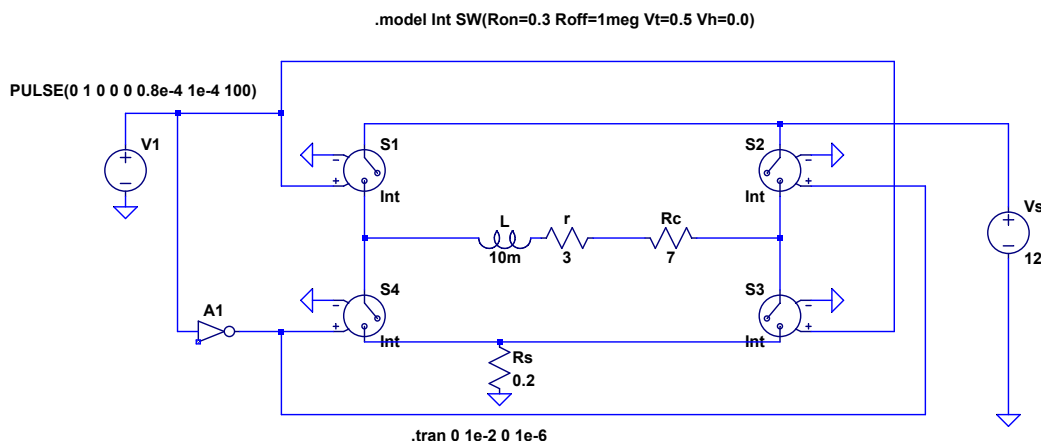 .model Int SW(Ron=0.3 Roff=1meg Vt=0.5 Vh=0.0)
PULSE(0 1 0 0 0 0.8e-4 1e-4 100)
V1
S1
Int
S2
Int
Vs
12
L
10m
r
3
Rc
7
A1
S4
Int
S3
Int
Rs
0.2
.tran 0 1e-2 0 1e-6